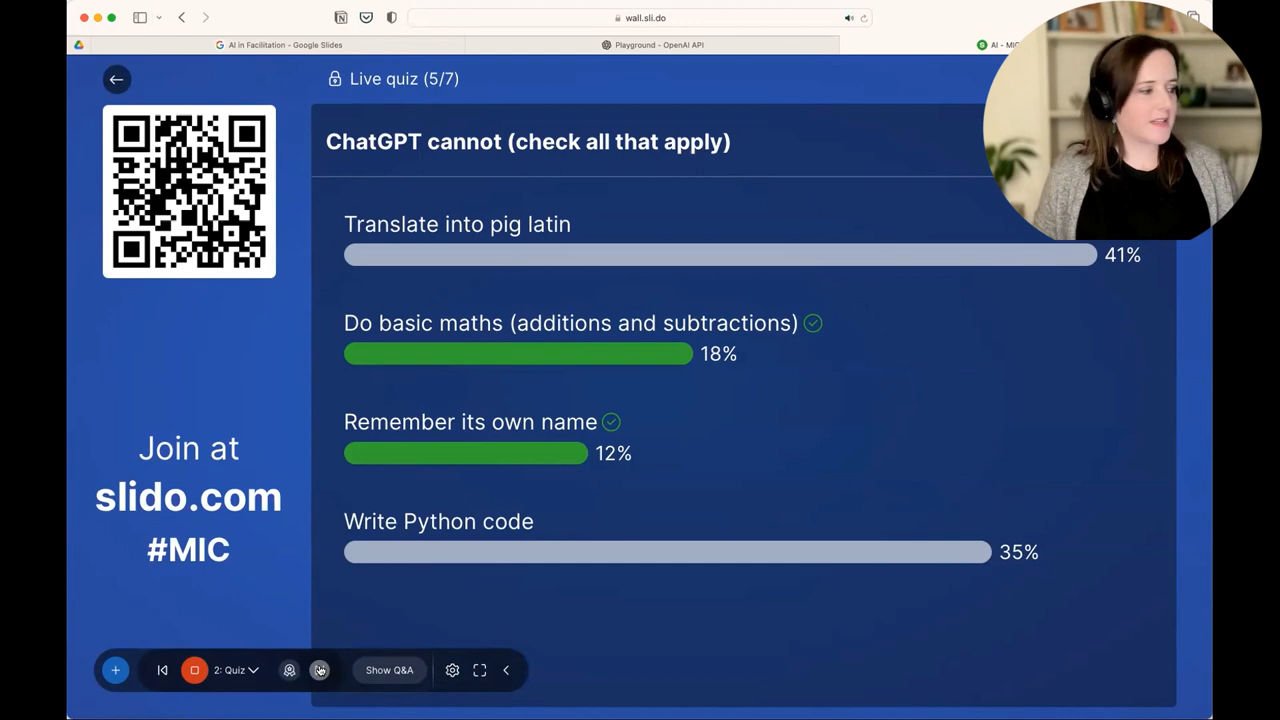 wall.sli.do
AI in Facilitation - Google Slides
Playground - OpenAI API
AI - MIC
Live quiz (5/7)
ChatGPT cannot (check all that apply)
Translate into pig latin
41%
Do basic maths (additions and subtractions)
18%
Remember its own name
12%
Write Python code
35%
Join at
slido.com
#MIC
2: Quiz
Show Q&A